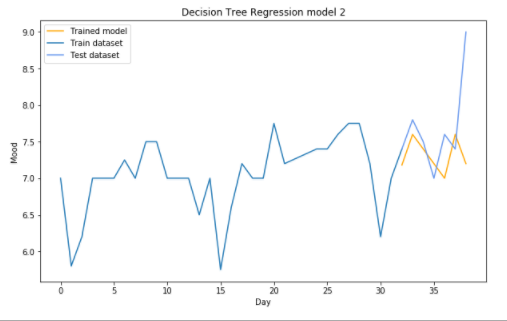 Decision Tree Regression model 2
Trained model
Train dataset
Test dataset
9.0
8.5
8.0
7.5
7.0
6.5
6.0
Mood
0 5 10 15 20 25 30 35
Day